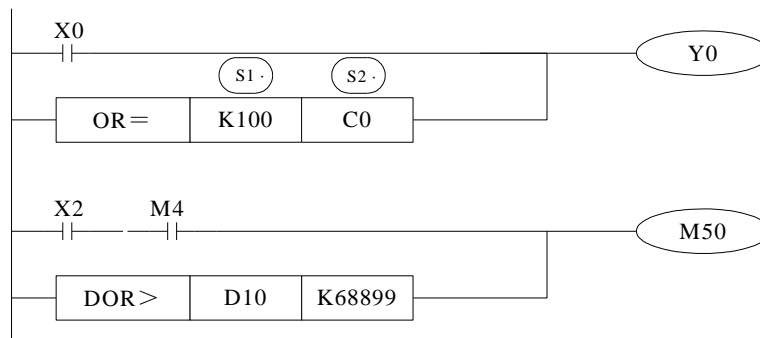 X0
Y0
S1 · S2 ·
OR＝ K100 C0
X2 M4
M50
DOR＞ D10 K68899